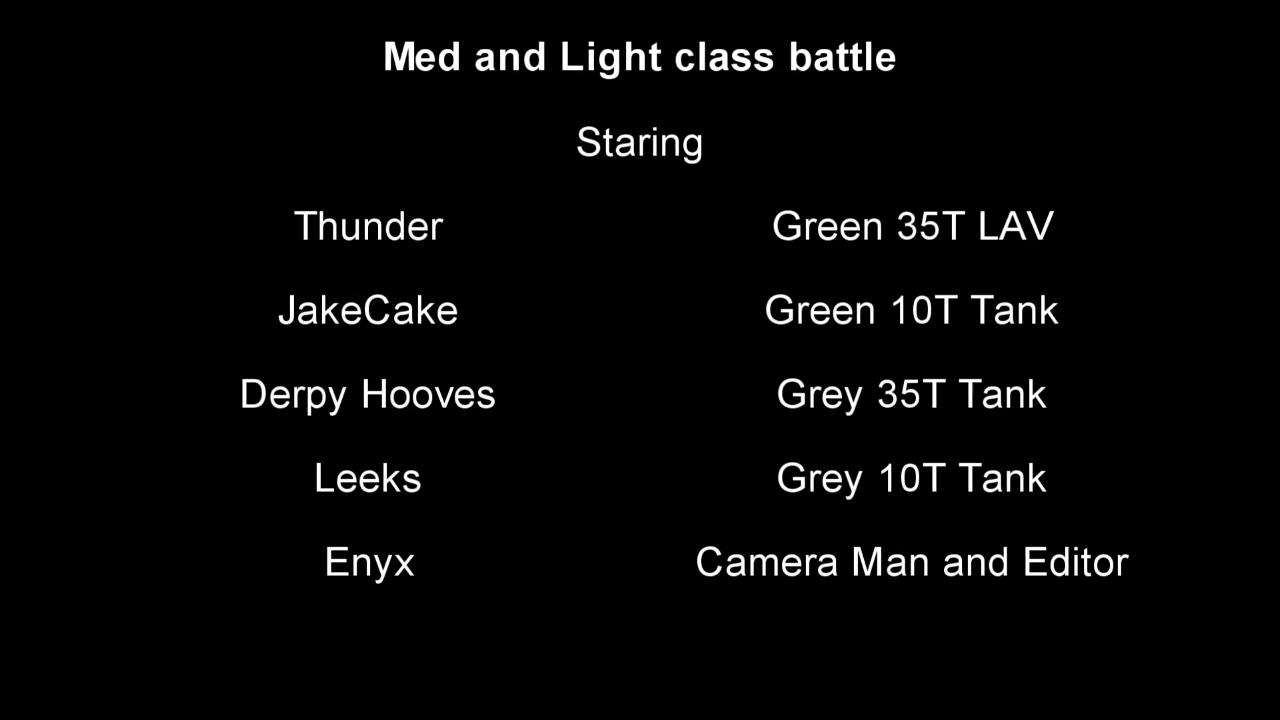 Med and Light class battle
Staring
Thunder Green 35T LAV
JakeCake Green 10T Tank
Derpy Hooves Grey 35T Tank
Leeks Grey 10T Tank
Enyx Camera Man and Editor